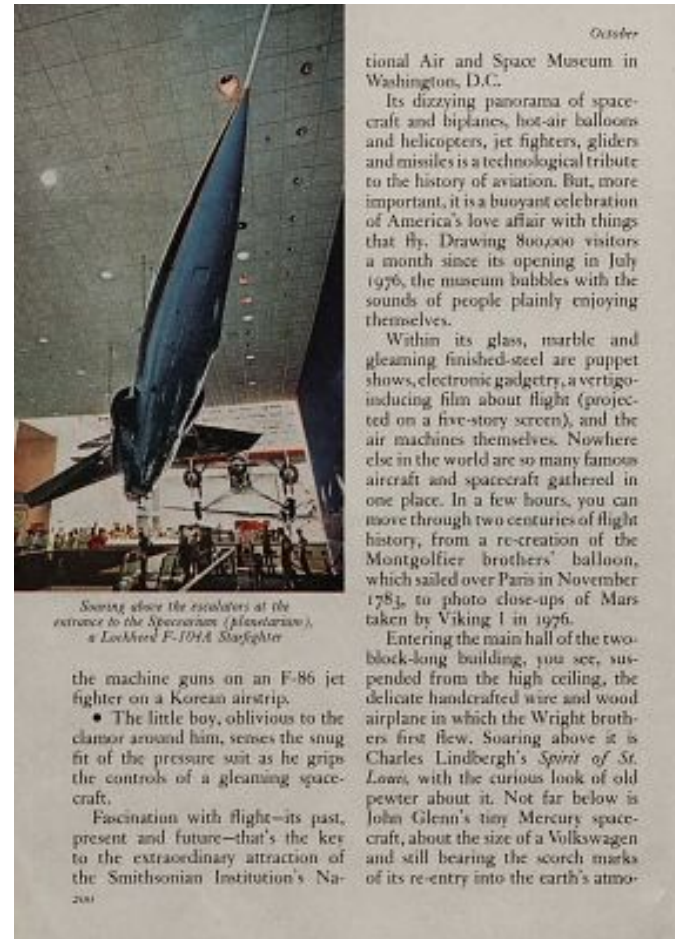 October
Soaring above the escalators at the
entrance to the Spacearium (planetarium),
a Lockheed F-104A Starfighter
the machine guns on an F-86 jet
fighter on a Korean airstrip.
• The little boy, oblivious to the
clamor around him, senses the snug
fit of the pressure suit as he grips
the controls of a gleaming space-
craft.
Fascination with flight—its past,
present and future—that's the key
to the extraordinary attraction of
the Smithsonian Institution's Na-
tional Air and Space Museum in
Washington, D.C.
Its dizzying panorama of space-
craft and biplanes, hot-air balloons
and helicopters, jet fighters, gliders
and missiles is a technological tribute
to the history of aviation. But, more
important, it is a buoyant celebration
of America's love affair with things
that fly. Drawing 800,000 visitors
a month since its opening in July
1976, the museum bubbles with the
sounds of people plainly enjoying
themselves.
Within its glass, marble and
gleaming finished-steel are puppet
shows, electronic gadgetry, a vertigo-
inducing film about flight (projec-
ted on a five-story screen), and the
air machines themselves. Nowhere
else in the world are so many famous
aircraft and spacecraft gathered in
one place. In a few hours, you can
move through two centuries of flight
history, from a re-creation of the
Montgolfier brothers' balloon,
which sailed over Paris in November
1783, to photo close-ups of Mars
taken by Viking I in 1976.
Entering the main hall of the two-
block-long building, you see, sus-
pended from the high ceiling, the
delicate handcrafted wire and wood
airplane in which the Wright broth-
ers first flew. Soaring above it is
Charles Lindbergh's Spirit of St.
Louis, with the curious look of old
pewter about it. Not far below is
John Glenn's tiny Mercury space-
craft, about the size of a Volkswagen
and still bearing the scorch marks
of its re-entry into the earth's atmo-